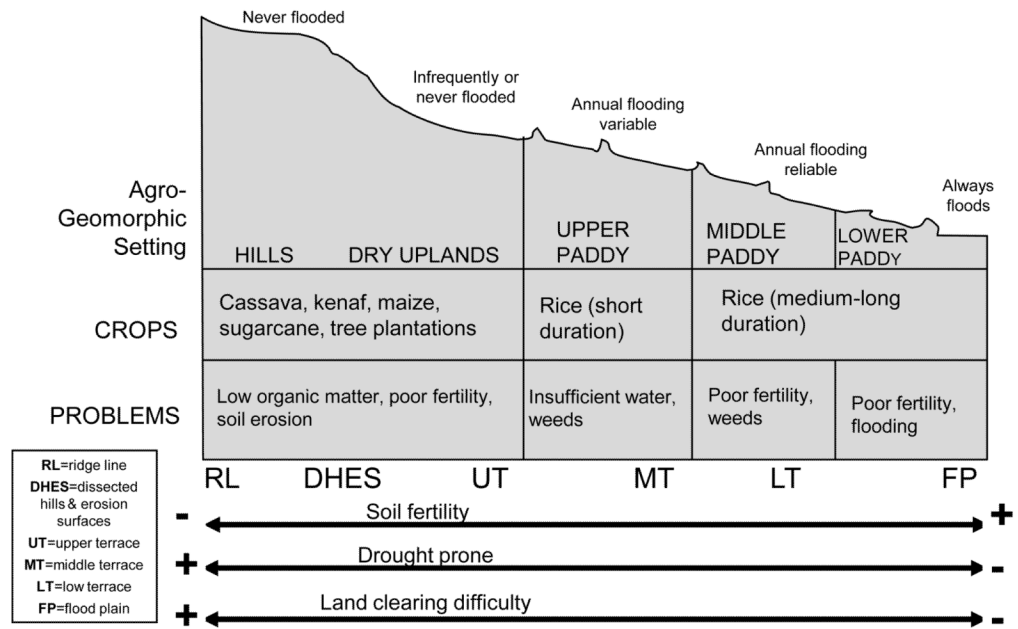 Never flooded
Infrequently or
never flooded
Annual flooding
variable
Annual flooding
reliable
Always
floods
Agro-
Geomorphic
Setting
HILLS
DRY UPLANDS
UPPER
PADDY
MIDDLE
PADDY
LOWER
PADDY
CROPS
Cassava, kenaf, maize,
sugarcane, tree plantations
Rice (short
duration)
Rice (medium-long
duration)
PROBLEMS
Low organic matter, poor fertility,
soil erosion
Insufficient water,
weeds
Poor fertility,
weeds
Poor fertility,
flooding
RL DHES UT MT LT FP
RL=ridge line
DHES=dissected
hills & erosion
surfaces
UT=upper terrace
MT=middle terrace
LT=low terrace
FP=flood plain
- Soil fertility +
+ Drought prone -
+ Land clearing difficulty -